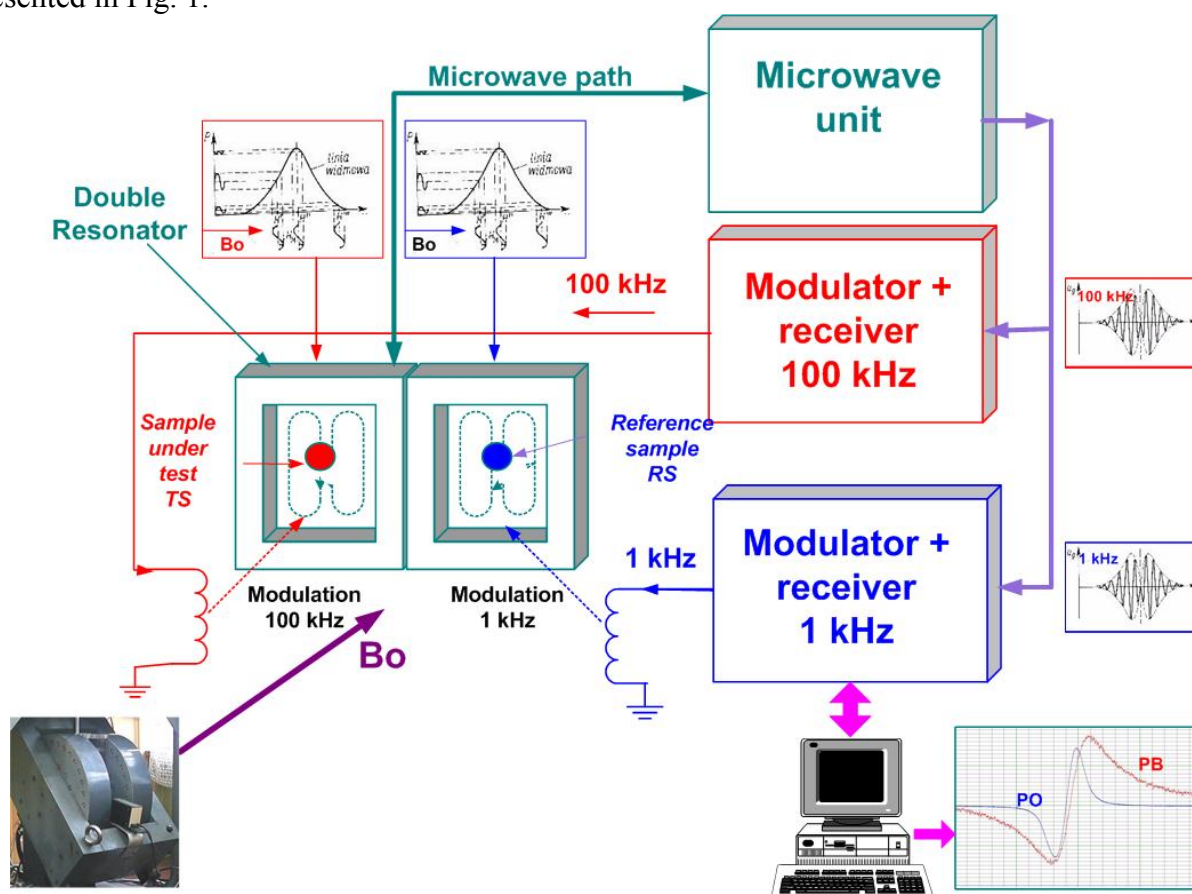 esented in Fig. 1.
Microwave path
Microwave
unit
P
linia
widmowa
Bo
P
linia
widmowa
Bo
Double
Resonator
100 kHz
Modulator +
receiver
100 kHz
100 kHz
Sample
under
test
TS
Reference
sample
RS
Modulator +
receiver
1 kHz
1 kHz
1 kHz
Modulation
100 kHz
Modulation
1 kHz
Bo
PB
PO